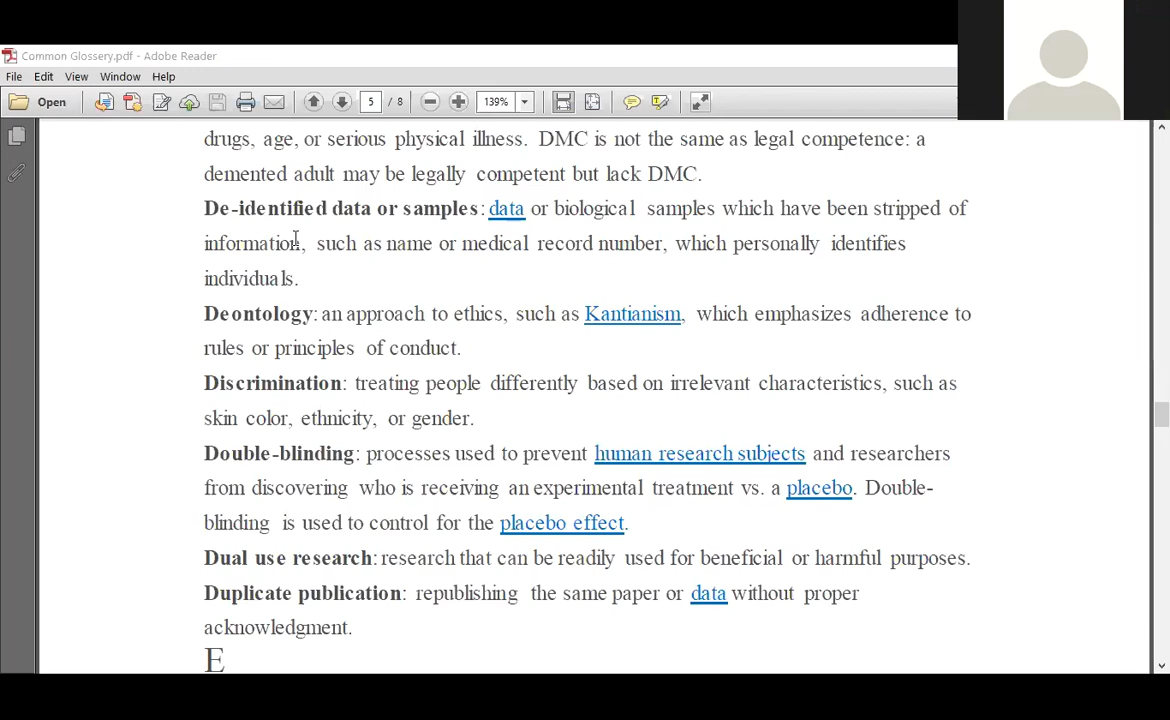 Common Glossery.pdf - Adobe Reader
File Edit View Window Help
Open 5 / 8 139%
drugs, age, or serious physical illness. DMC is not the same as legal competence: a
demented adult may be legally competent but lack DMC.
De-identified data or samples: data or biological samples which have been stripped of
information, such as name or medical record number, which personally identifies
individuals.
Deontology: an approach to ethics, such as Kantianism, which emphasizes adherence to
rules or principles of conduct.
Discrimination: treating people differently based on irrelevant characteristics, such as
skin color, ethnicity, or gender.
Double-blinding: processes used to prevent human research subjects and researchers
from discovering who is receiving an experimental treatment vs. a placebo. Double-
blinding is used to control for the placebo effect.
Dual use research: research that can be readily used for beneficial or harmful purposes.
Duplicate publication: republishing the same paper or data without proper
acknowledgment.
E